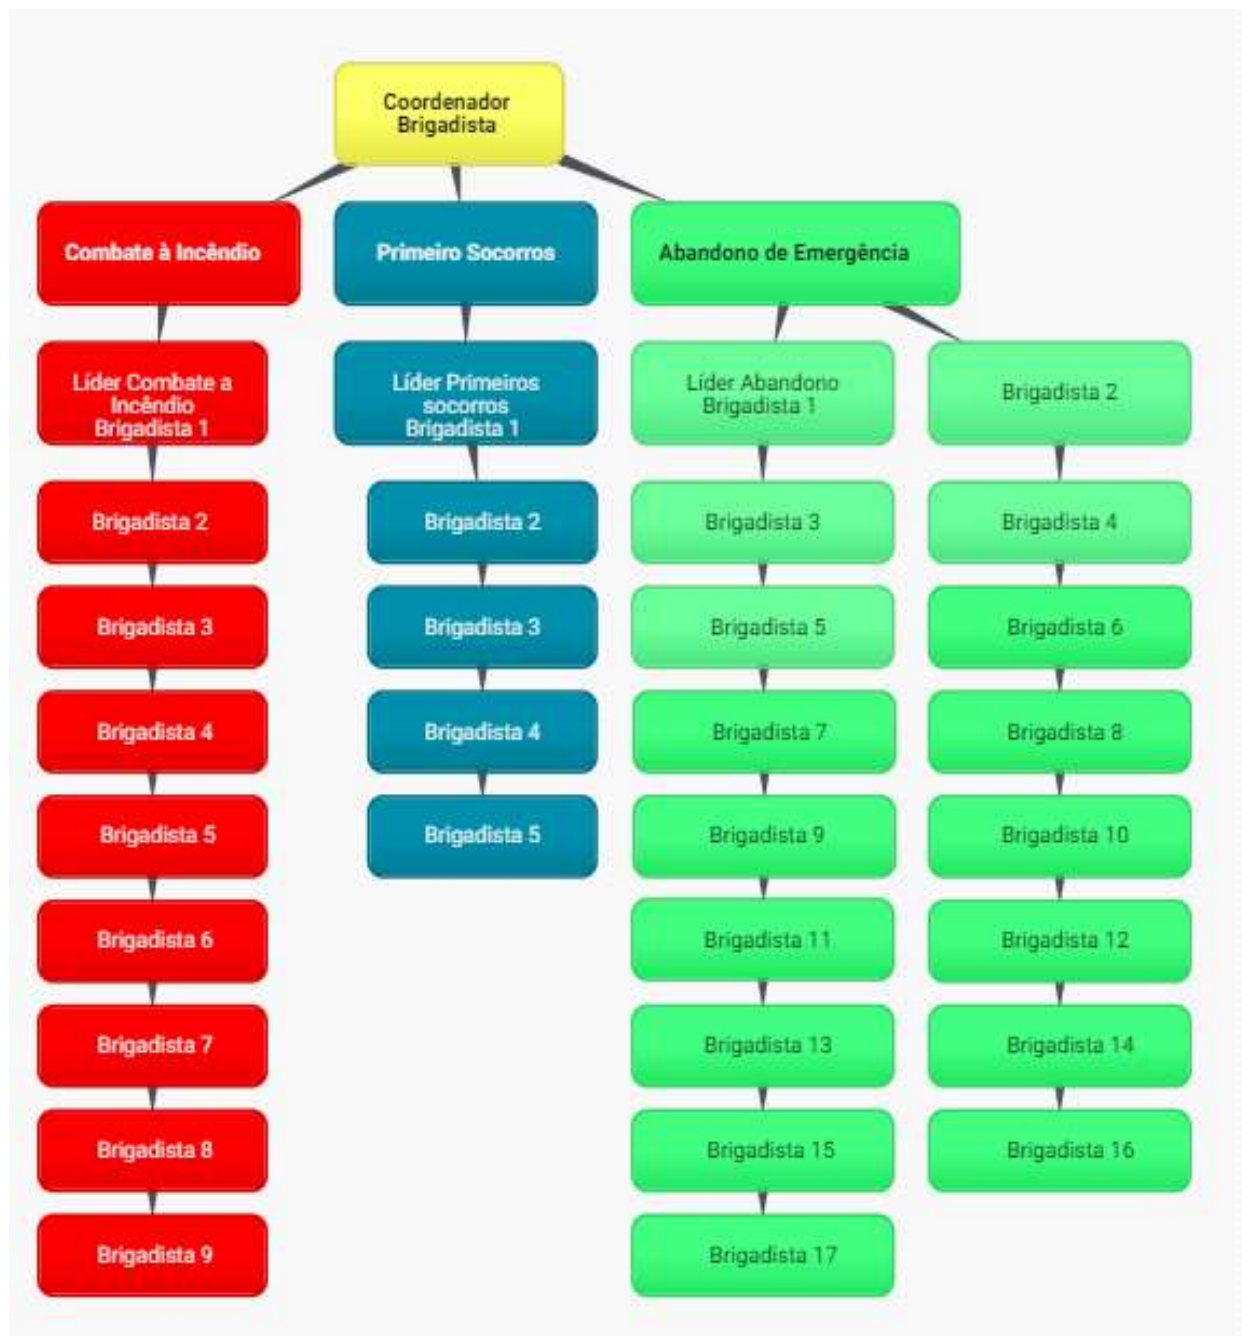 Coordenador
Brigadista
Combate à Incêndio
Primeiro Socorros
Abandono de Emergência
Líder Combate a
Incêndio
Brigadista 1
Líder Primeiros
socorros
Brigadista 1
Líder Abandono
Brigadista 1
Brigadista 2
Brigadista 2
Brigadista 2
Brigadista 3
Brigadista 4
Brigadista 3
Brigadista 3
Brigadista 5
Brigadista 6
Brigadista 4
Brigadista 4
Brigadista 7
Brigadista 8
Brigadista 5
Brigadista 5
Brigadista 9
Brigadista 10
Brigadista 6
Brigadista 11
Brigadista 12
Brigadista 7
Brigadista 13
Brigadista 14
Brigadista 8
Brigadista 15
Brigadista 16
Brigadista 9
Brigadista 17